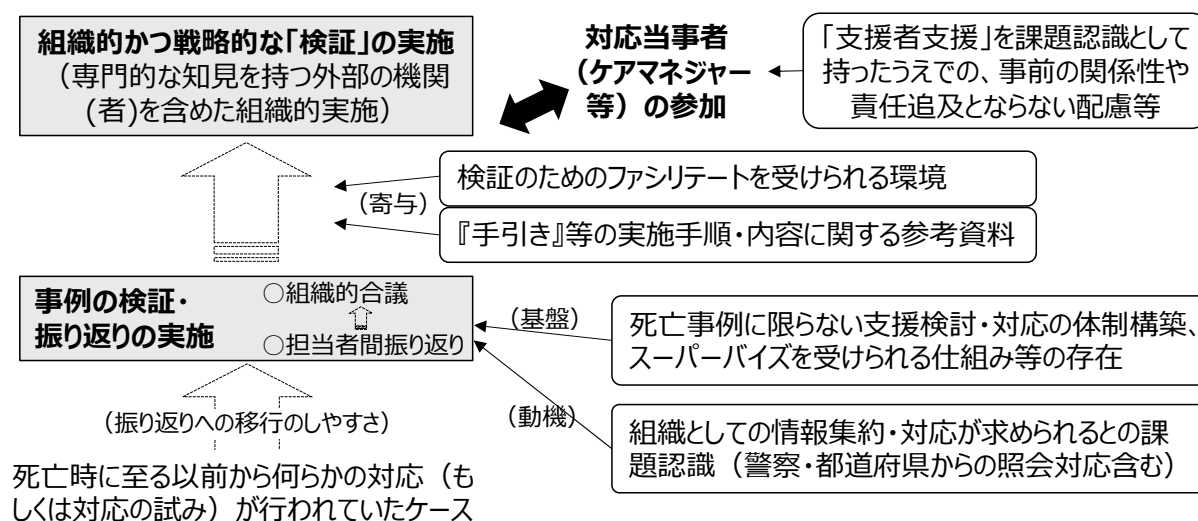 組織的かつ戦略的な「検証」の実施
（専門的な知見を持つ外部の機関
(者)を含めた組織的実施）
対応当事者
（ケアマネジャー
等）の参加
「支援者支援」を課題認識として
持ったうえでの、事前の関係性や
責任追及とならない配慮等
検証のためのファシリテートを受けられる環境
（寄与）
『手引き』等の実施手順・内容に関する参考資料
事例の検証・
振り返りの実施
○組織的合議
○担当者間振り返り
（基盤）
死亡事例に限らない支援検討・対応の体制構築、
スーパーバイズを受けられる仕組み等の存在
（振り返りへの移行のしやすさ）
（動機）
組織としての情報集約・対応が求められるとの課
題認識（警察・都道府県からの照会対応含む）
死亡時に至る以前から何らかの対応（も
しくは対応の試み）が行われていたケース